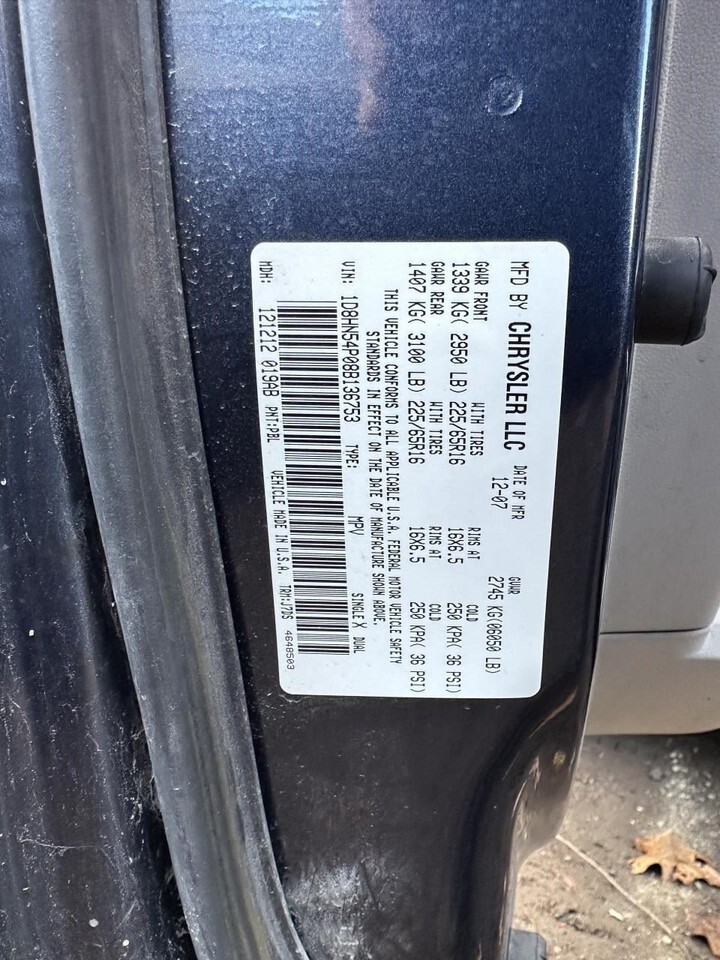 MFD BY: CHRYSLER LLC DATE OF MFR 12-07 GVWR 2745 KG(06050 LB)
GAWR FRONT WITH TIRES RIMS AT COLD
1339 KG( 2950 LB) 225/65R16 16X6.5 250 KPA( 36 PSI)
GAWR REAR WITH TIRES RIMS AT COLD
1407 KG( 3100 LB) 225/65R16 16X6.5 250 KPA( 36 PSI)
THIS VEHICLE CONFORMS TO ALL APPLICABLE U.S.A. FEDERAL MOTOR VEHICLE SAFETY
STANDARDS IN EFFECT ON THE DATE OF MANUFACTURE SHOWN ABOVE.
VIN: 1D8HN54P08B136753 TYPE: MPV SINGLE X DUAL
MDH: 121212 019AB PNT:PBL VEHICLE MADE IN U.S.A. TRM:J7DS 4648503